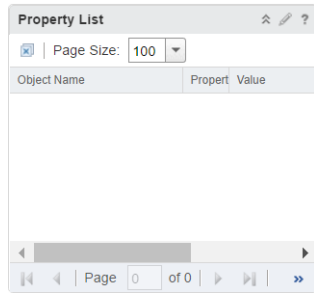 Property List ?
Page Size: 100
Object Name Propert Value
Page 0 of 0 »